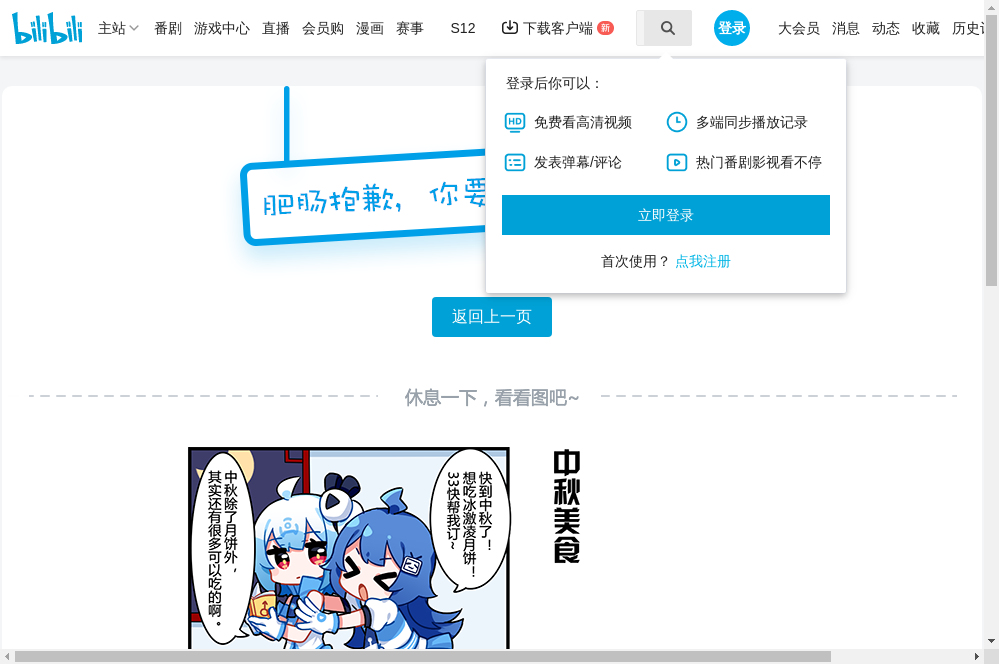 bilibili
主站 番剧 游戏中心 直播 会员购 漫画 赛事 S12 下载客户端 新 登录 大会员 消息 动态 收藏 历史
登录后你可以：
HD 免费看高清视频 多端同步播放记录
发表弹幕/评论 热门番剧影视看不停
立即登录
首次使用？ 点我注册
肥肠抱歉，你要
返回上一页
休息一下，看看图吧~
中秋美食
快到中秋了！
想吃冰激凌月饼！
33快帮我订~
中秋除了月饼外，
其实还有很多可以吃的啊。